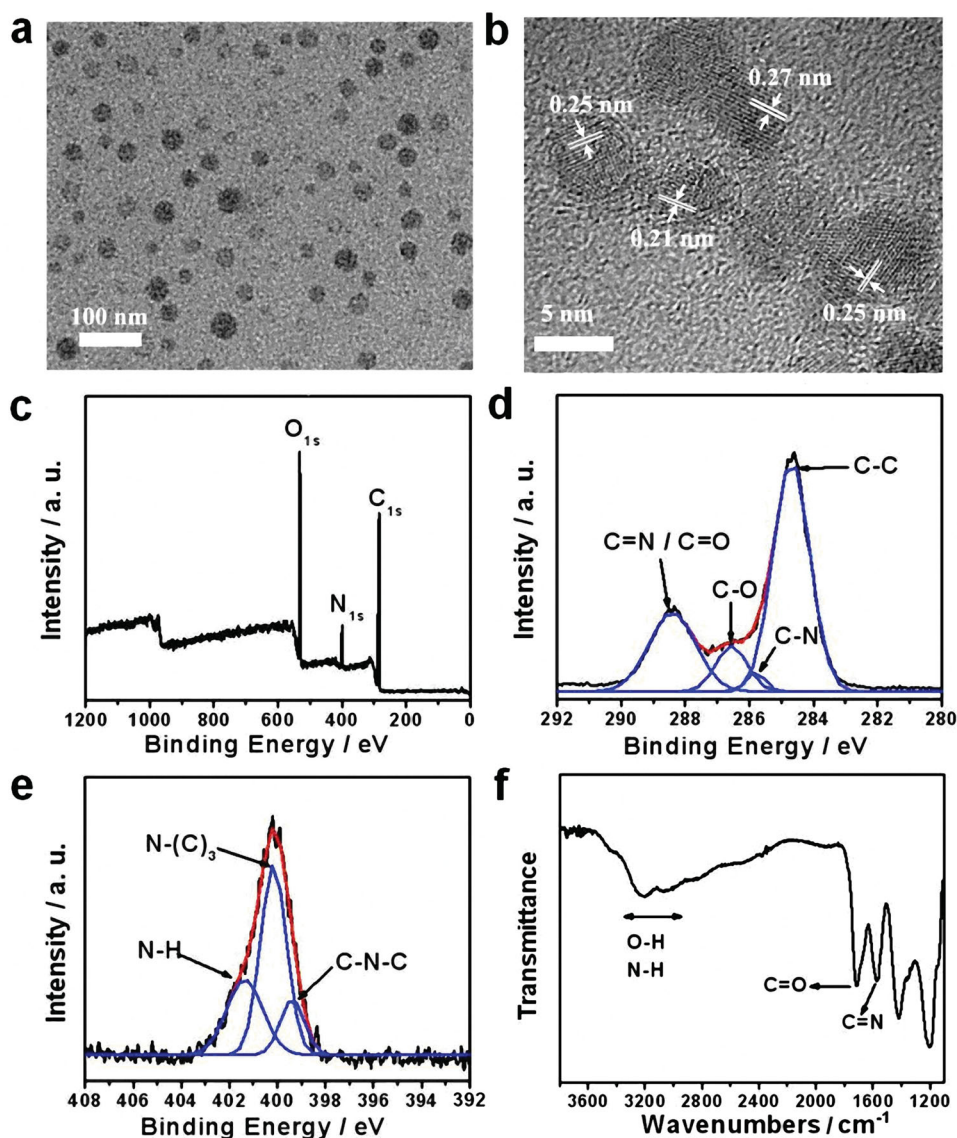 a
100 nm
b
0.25 nm
0.27 nm
0.21 nm
0.25 nm
5 nm
c
Intensity / a. u.
O1s
N1s
C1s
1200 1000 800 600 400 200 0
Binding Energy / eV
d
Intensity / a. u.
C=N / C=O
C-O
C-N
C-C
292 290 288 286 284 282 280
Binding Energy / eV
e
Intensity / a. u.
N-(C)3
N-H
C-N-C
408 406 404 402 400 398 396 394 392
Binding Energy / eV
f
Transmittance
O-H
N-H
C=O
C=N
3600 3200 2800 2400 2000 1600 1200
Wavenumbers / cm-1